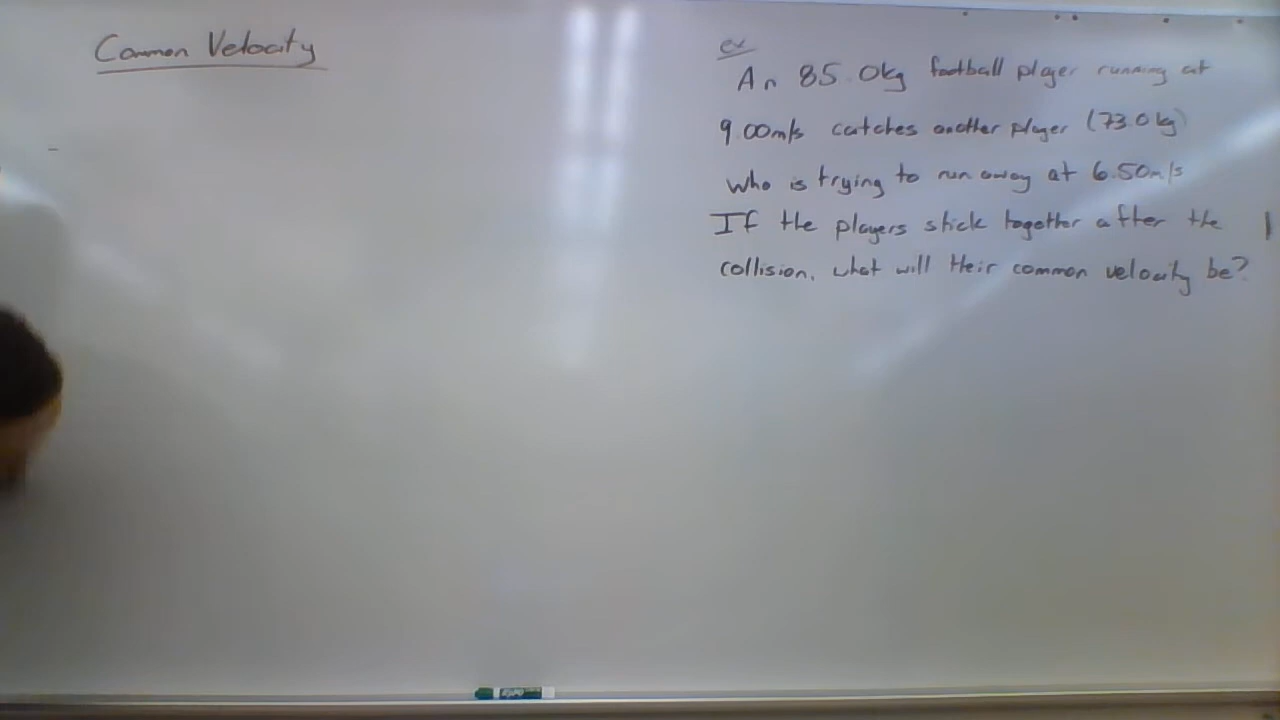 Common Velocity
ex
An 85.0kg football player running at
9.00m/s catches another player (73.0kg)
who is trying to run away at 6.50m/s
If the players stick together after the
collision, what will their common velocity be?